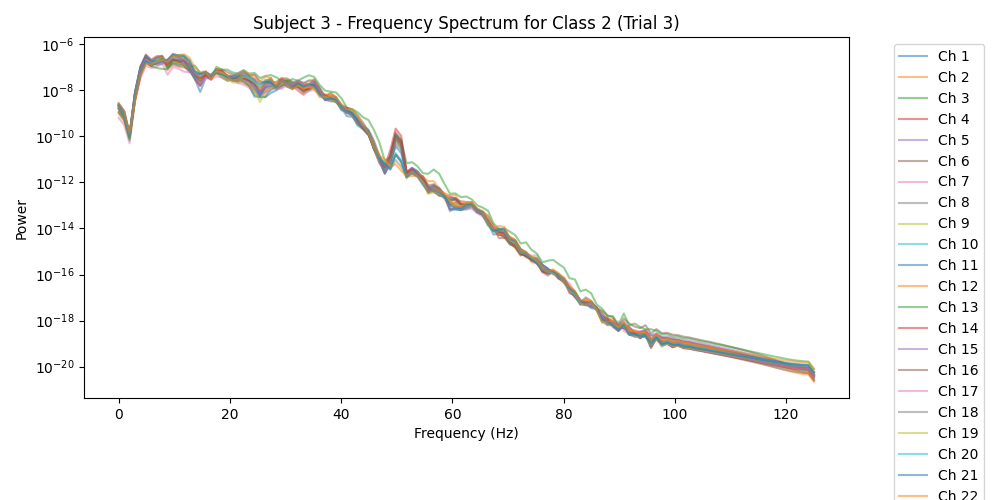 Subject 3 - Frequency Spectrum for Class 2 (Trial 3)
Power
10⁻⁶
10⁻⁸
10⁻¹⁰
10⁻¹²
10⁻¹⁴
10⁻¹⁶
10⁻¹⁸
10⁻²⁰
0 20 40 60 80 100 120
Frequency (Hz)
Ch 1
Ch 2
Ch 3
Ch 4
Ch 5
Ch 6
Ch 7
Ch 8
Ch 9
Ch 10
Ch 11
Ch 12
Ch 13
Ch 14
Ch 15
Ch 16
Ch 17
Ch 18
Ch 19
Ch 20
Ch 21
Ch 22